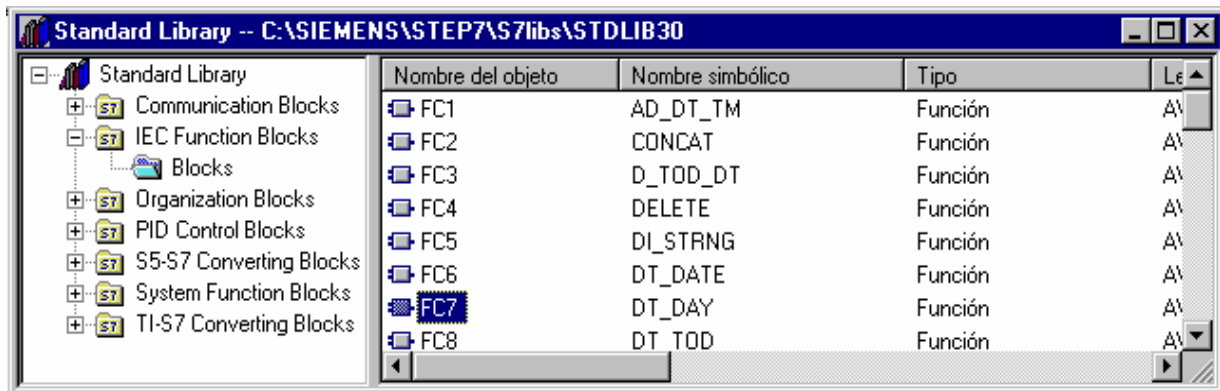 Standard Library -- C:\SIEMENS\STEP7\S7libs\STDLIB30
Standard Library
Communication Blocks
IEC Function Blocks
Blocks
Organization Blocks
PID Control Blocks
S5-S7 Converting Blocks
System Function Blocks
TI-S7 Converting Blocks
Nombre del objeto Nombre simbólico Tipo
FC1 AD_DT_TM Función
FC2 CONCAT Función
FC3 D_TOD_DT Función
FC4 DELETE Función
FC5 DI_STRNG Función
FC6 DT_DATE Función
FC7 DT_DAY Función
FC8 DT_TOD Función